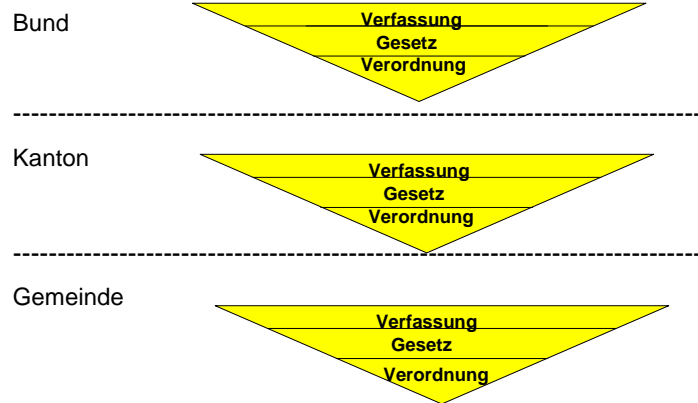 Bund
Verfassung
Gesetz
Verordnung
Kanton
Verfassung
Gesetz
Verordnung
Gemeinde
Verfassung
Gesetz
Verordnung